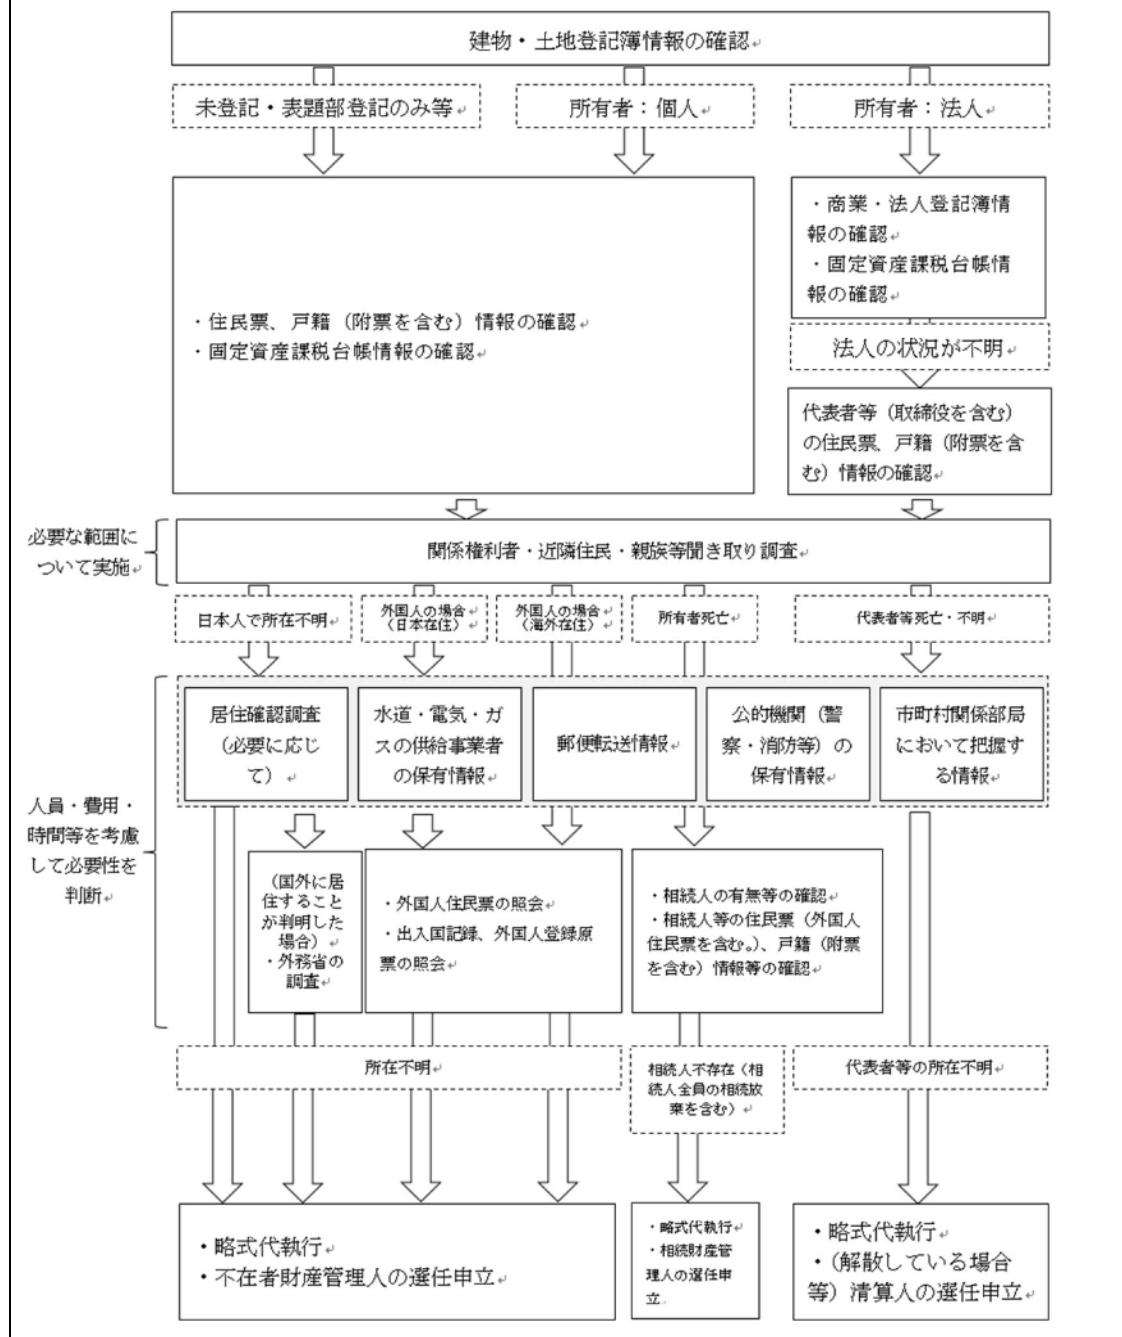 建物・土地登記簿情報の確認
未登記・表題部登記のみ等
所有者：個人
所有者：法人
・住民票、戸籍（附票を含む）情報の確認
・固定資産課税台帳情報の確認
・商業・法人登記簿情
報の確認
・固定資産課税台帳情
報の確認
法人の状況が不明
代表者等（取締役を含む）
の住民票、戸籍（附票を含
む）情報の確認
必要な範囲に
ついて実施
関係権利者・近隣住民・親族等聞き取り調査
日本人で所在不明
外国人の場合
（日本在住）
外国人の場合
（海外在住）
所有者死亡
代表者等死亡・不明
人員・費用・
時間等を考慮
して必要性を
判断
居住確認調査
（必要に応じ
て）
水道・電気・ガ
スの供給事業者
の保有情報
郵便転送情報
公的機関（警
察・消防等）の
保有情報
市町村関係部局
において把握す
る情報
（国外に居
住すること
が判明した
場合）
・外務省の
調査
・外国人住民票の照会
・出入国記録、外国人登録原
票の照会
・相続人の有無等の確認
・相続人等の住民票（外国人
住民票を含む。）、戸籍（附票
を含む）情報等の確認
所在不明
相続人不存在（相
続人全員の相続放
棄を含む）
代表者等の所在不明
・略式代執行
・不在者財産管理人の選任申立
・略式代執行
・相続財産管
理人の選任申
立
・略式代執行
・（解散している場合
等）清算人の選任申立